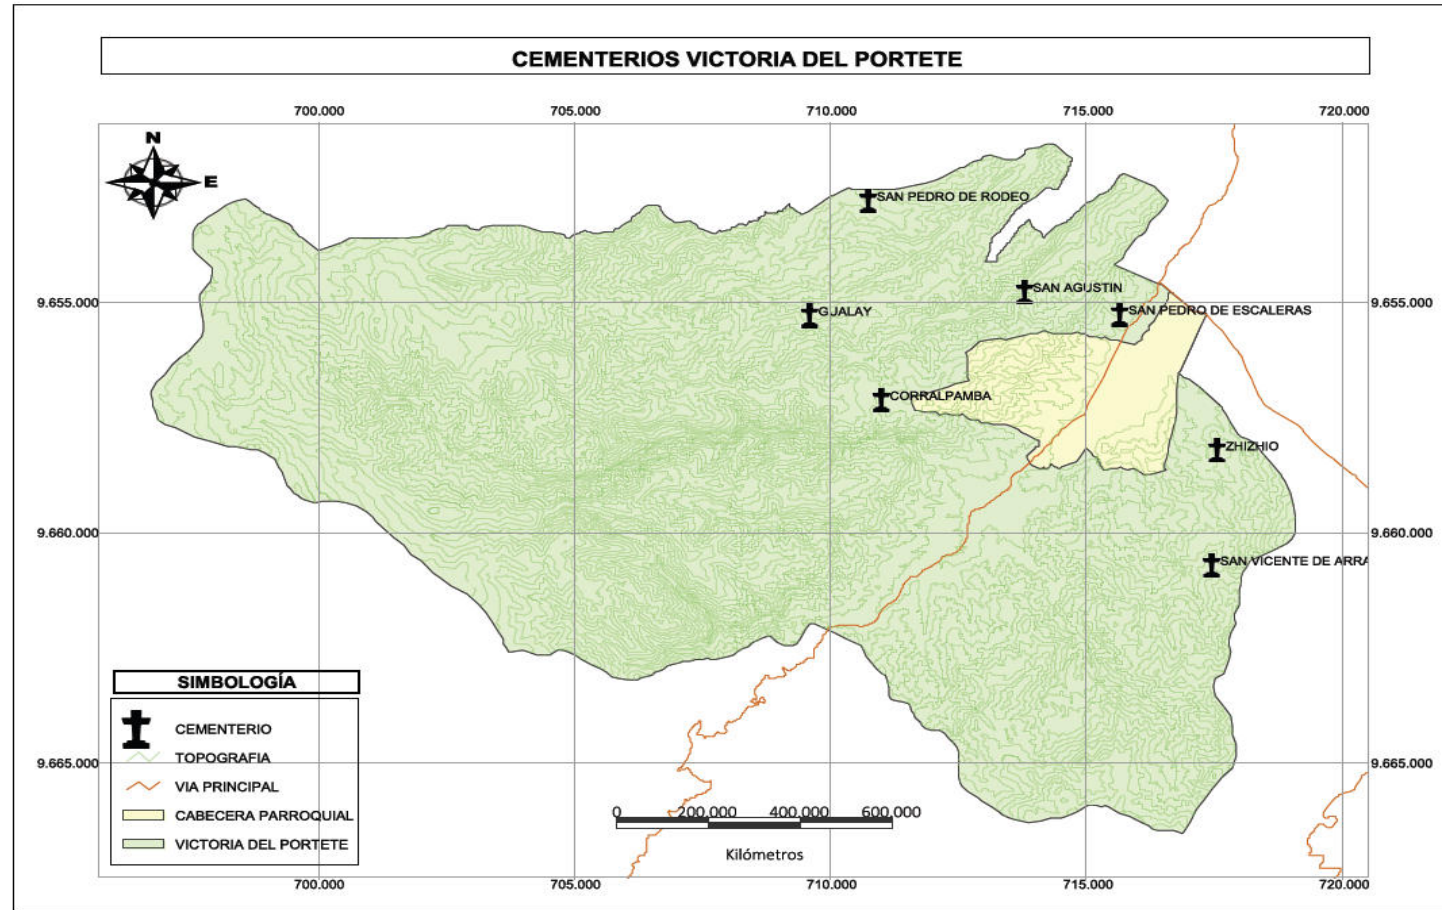 CEMENTERIOS VICTORIA DEL PORTETE
700.000 705.000 710.000 715.000 720.000
N
E
SAN PEDRO DE RODEO
SAN AGUSTIN
9.655.000 9.655.000
GJALAY
SAN PEDRO DE ESCALERAS
CORRALPAMBA
ZHIZHIO
9.660.000 9.660.000
SAN VICENTE DE ARRA
SIMBOLOGÍA
CEMENTERIO
TOPOGRAFIA
9.665.000 9.665.000
VIA PRINCIPAL
CABECERA PARROQUIAL
VICTORIA DEL PORTETE
0 200,000 400,000 600,000
Kilómetros
700.000 705.000 710.000 715.000 720.000